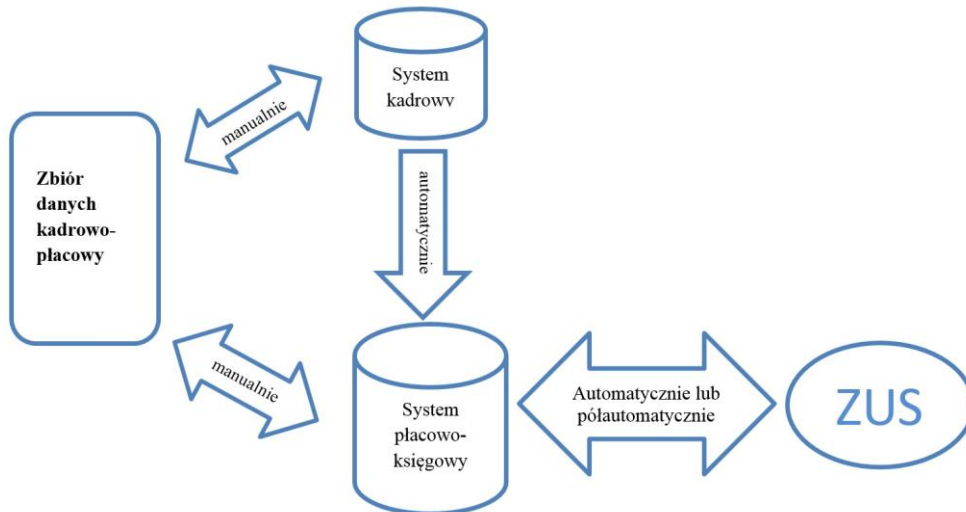 System
kadrowy
manualnie
Zbiór
danych
kadrowo-
płacowy
automatycznie
manualnie
System
płacowo-
księgowy
Automatycznie lub
półautomatycznie
ZUS